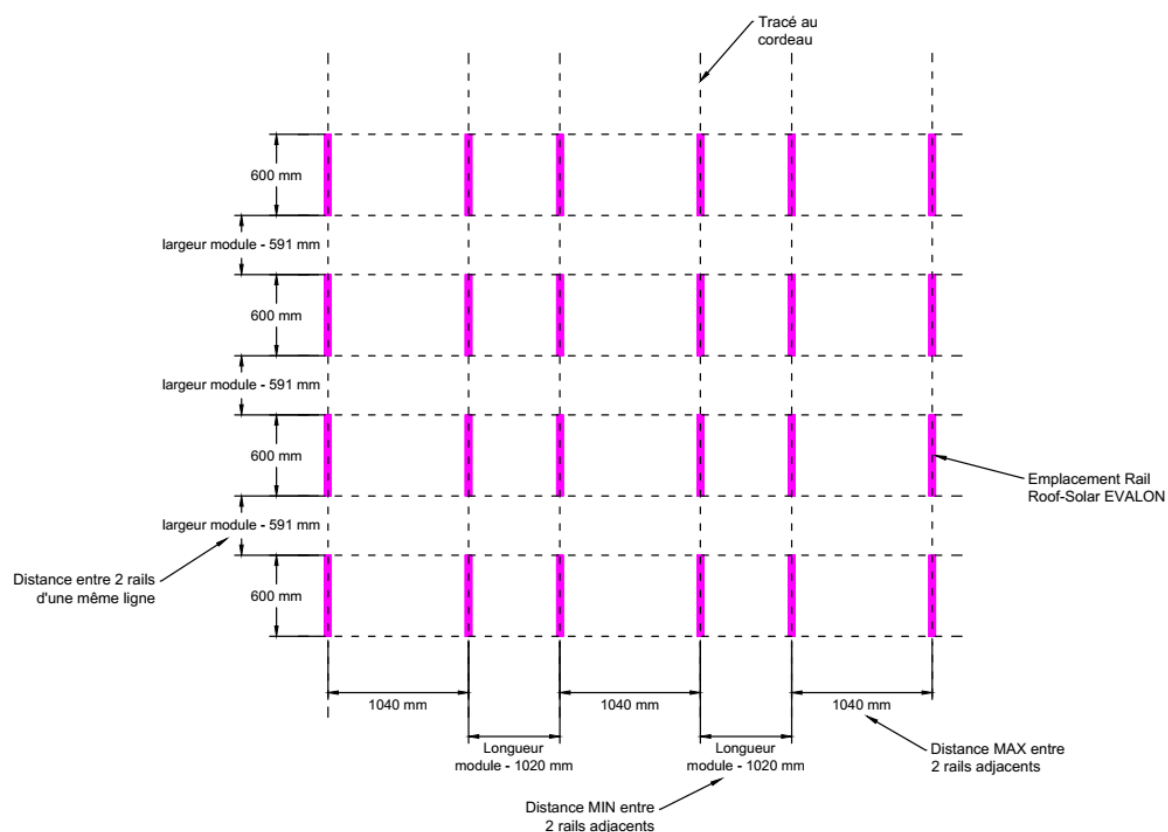 Tracé au
cordeau
600 mm
largeur module - 591 mm
600 mm
largeur module - 591 mm
600 mm
largeur module - 591 mm
600 mm
Distance entre 2 rails
d'une même ligne
Emplacement Rail
Roof-Solar EVALON
1040 mm
1040 mm
1040 mm
Longueur
module - 1020 mm
Longueur
module - 1020 mm
Distance MAX entre
2 rails adjacents
Distance MIN entre
2 rails adjacents